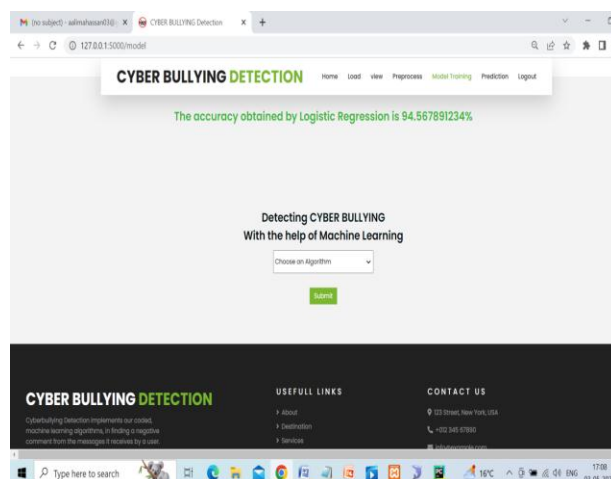 (no subject) - aalimahassan03@
CYBER BULLYING Detection
127.0.0.1:5000/model
CYBER BULLYING DETECTION
Home Load view Preprocess Model Training Prediction Logout
The accuracy obtained by Logistic Regression is 94.567891234%
Detecting CYBER BULLYING
With the help of Machine Learning
Choose an Algorithm
Submit
CYBER BULLYING DETECTION
Cyberbullying Detection implements our coded,
machine learning algorithms, in finding a negative
comment from the messages it receives by a user.
USEFULL LINKS
About
Destination
Services
CONTACT US
123 Street, New York, USA
+012 345 67890
Type here to search
16°C
ENG
17:08